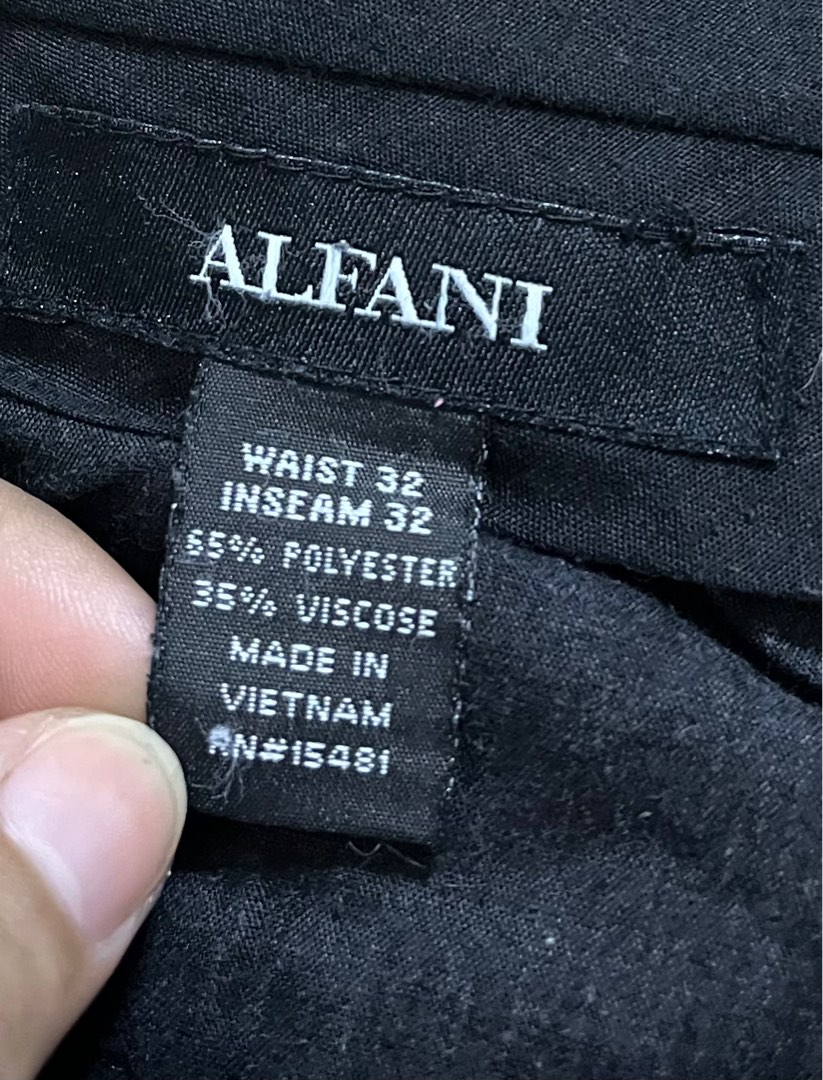 ALFANI
WAIST 32
INSEAM 32
65% POLYESTER
35% VISCOSE
MADE IN
VIETNAM
RN#15481